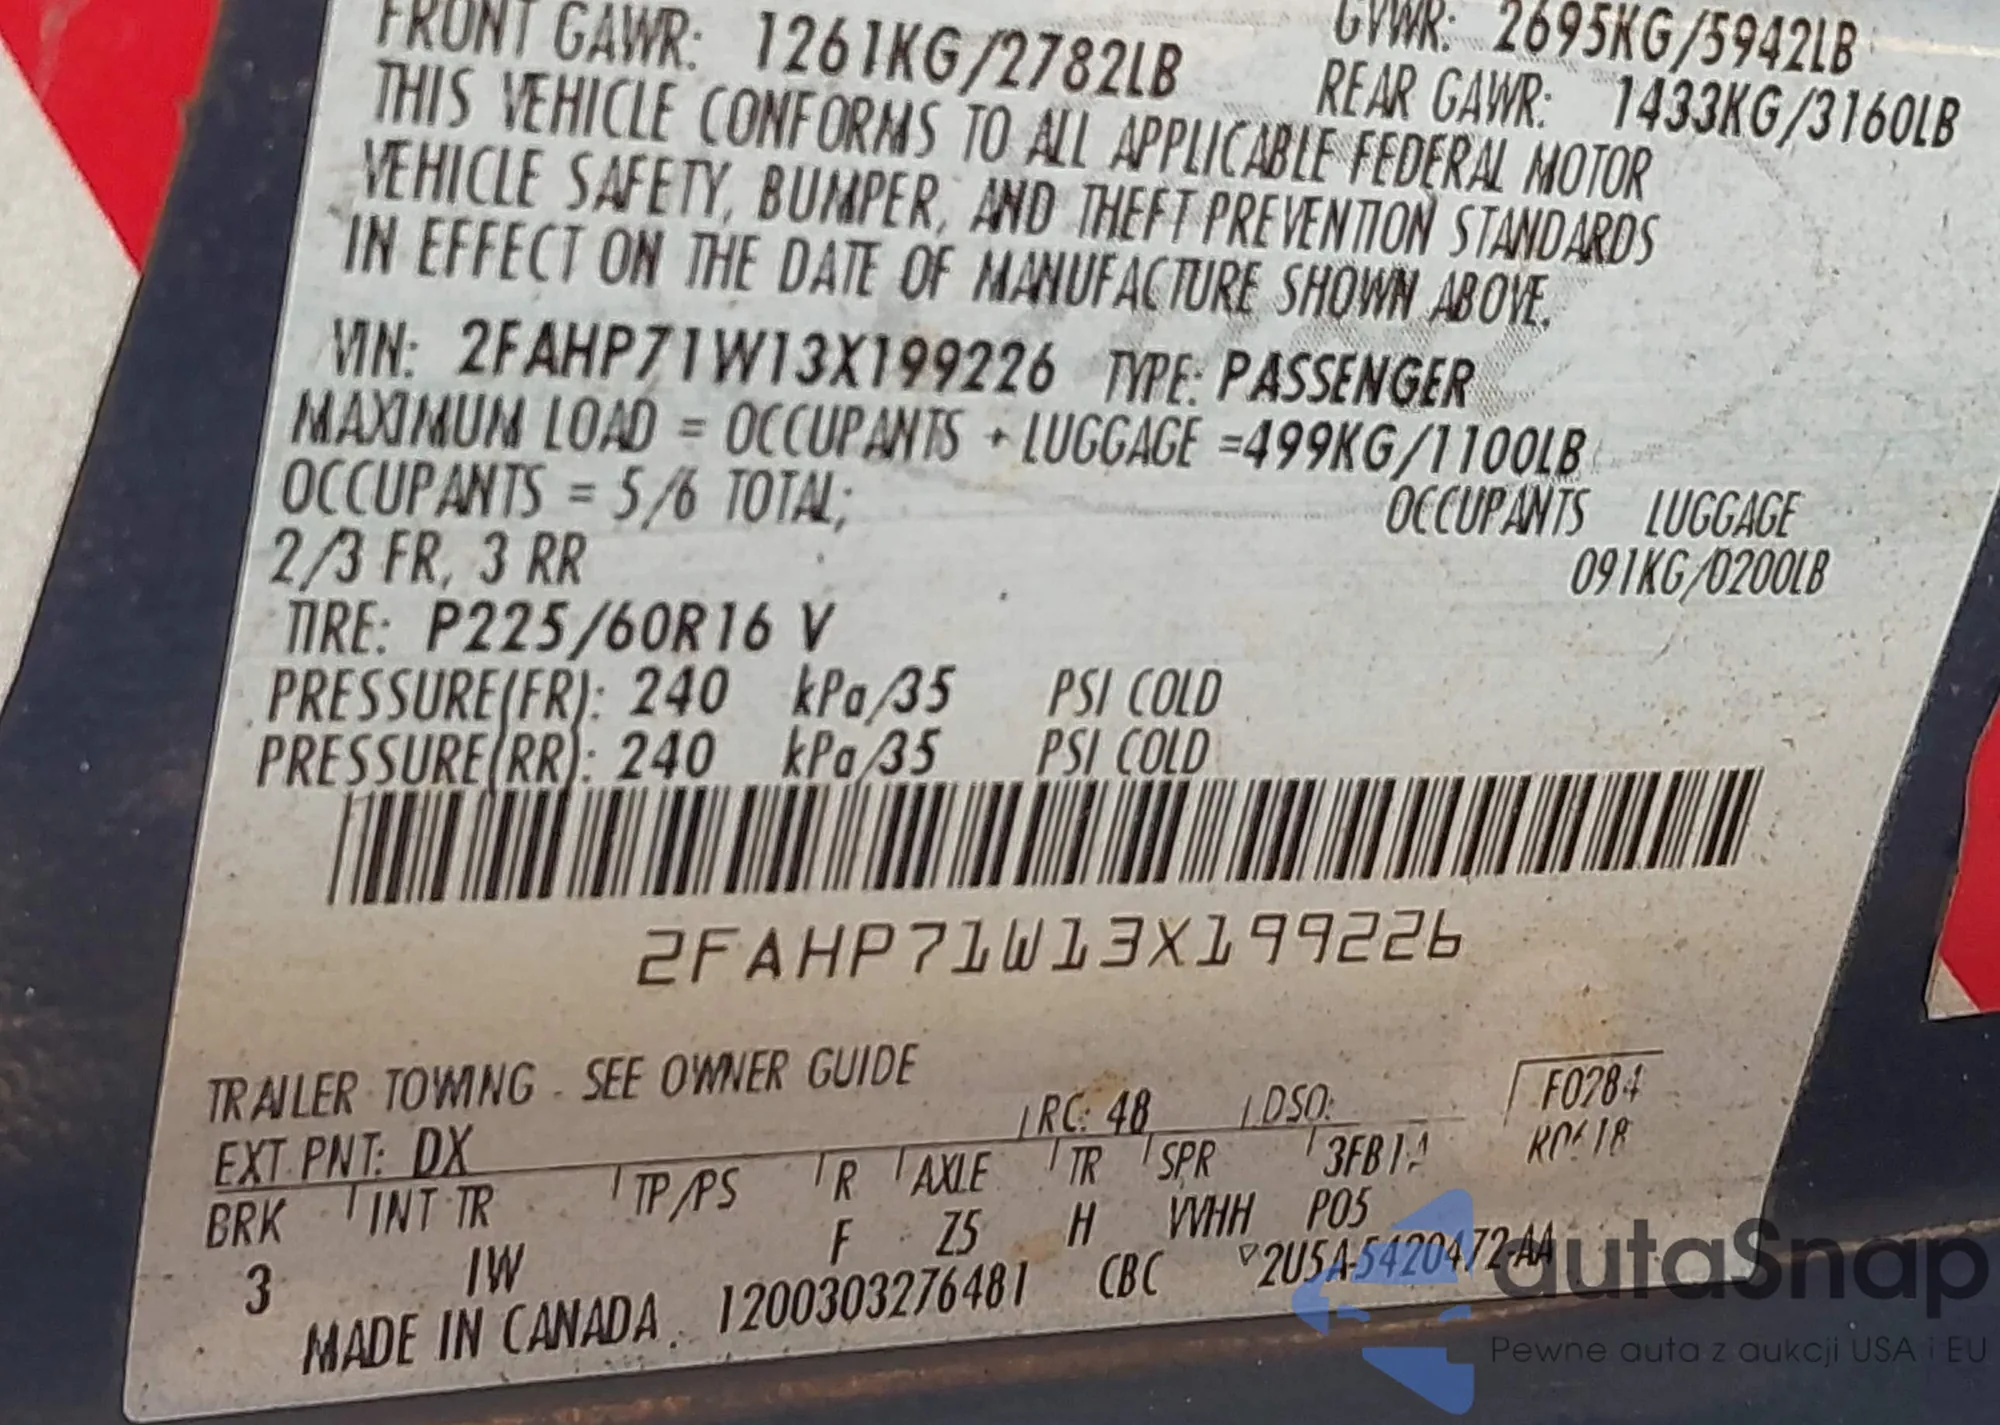 FRONT GAWR: 1261KG/2782LB
GVWR: 2695KG/5942LB
REAR GAWR: 1433KG/3160LB
THIS VEHICLE CONFORMS TO ALL APPLICABLE FEDERAL MOTOR
VEHICLE SAFETY, BUMPER, AND THEFT PREVENTION STANDARDS
IN EFFECT ON THE DATE OF MANUFACTURE SHOWN ABOVE.
VIN: 2FAHP71W13X199226 TYPE: PASSENGER
MAXIMUM LOAD = OCCUPANTS + LUGGAGE =499KG/1100LB
OCCUPANTS = 5/6 TOTAL; OCCUPANTS LUGGAGE
2/3 FR, 3 RR 091KG/0200LB
TIRE: P225/60R16 V
PRESSURE(FR): 240 kPa/35 PSI COLD
PRESSURE(RR): 240 kPa/35 PSI COLD
2FAHP71W13X199226
TRAILER TOWING - SEE OWNER GUIDE
EXT PNT: DX RC: 48 DSO: F0284
BRK INT TR TP/PS R AXLE TR SPR
3 IW F Z5 H VVHH P05
MADE IN CANADA 1200303276481 CBC 2U5A-5420472-AA
autaSnap
Pewne auta z aukcji USA i EU